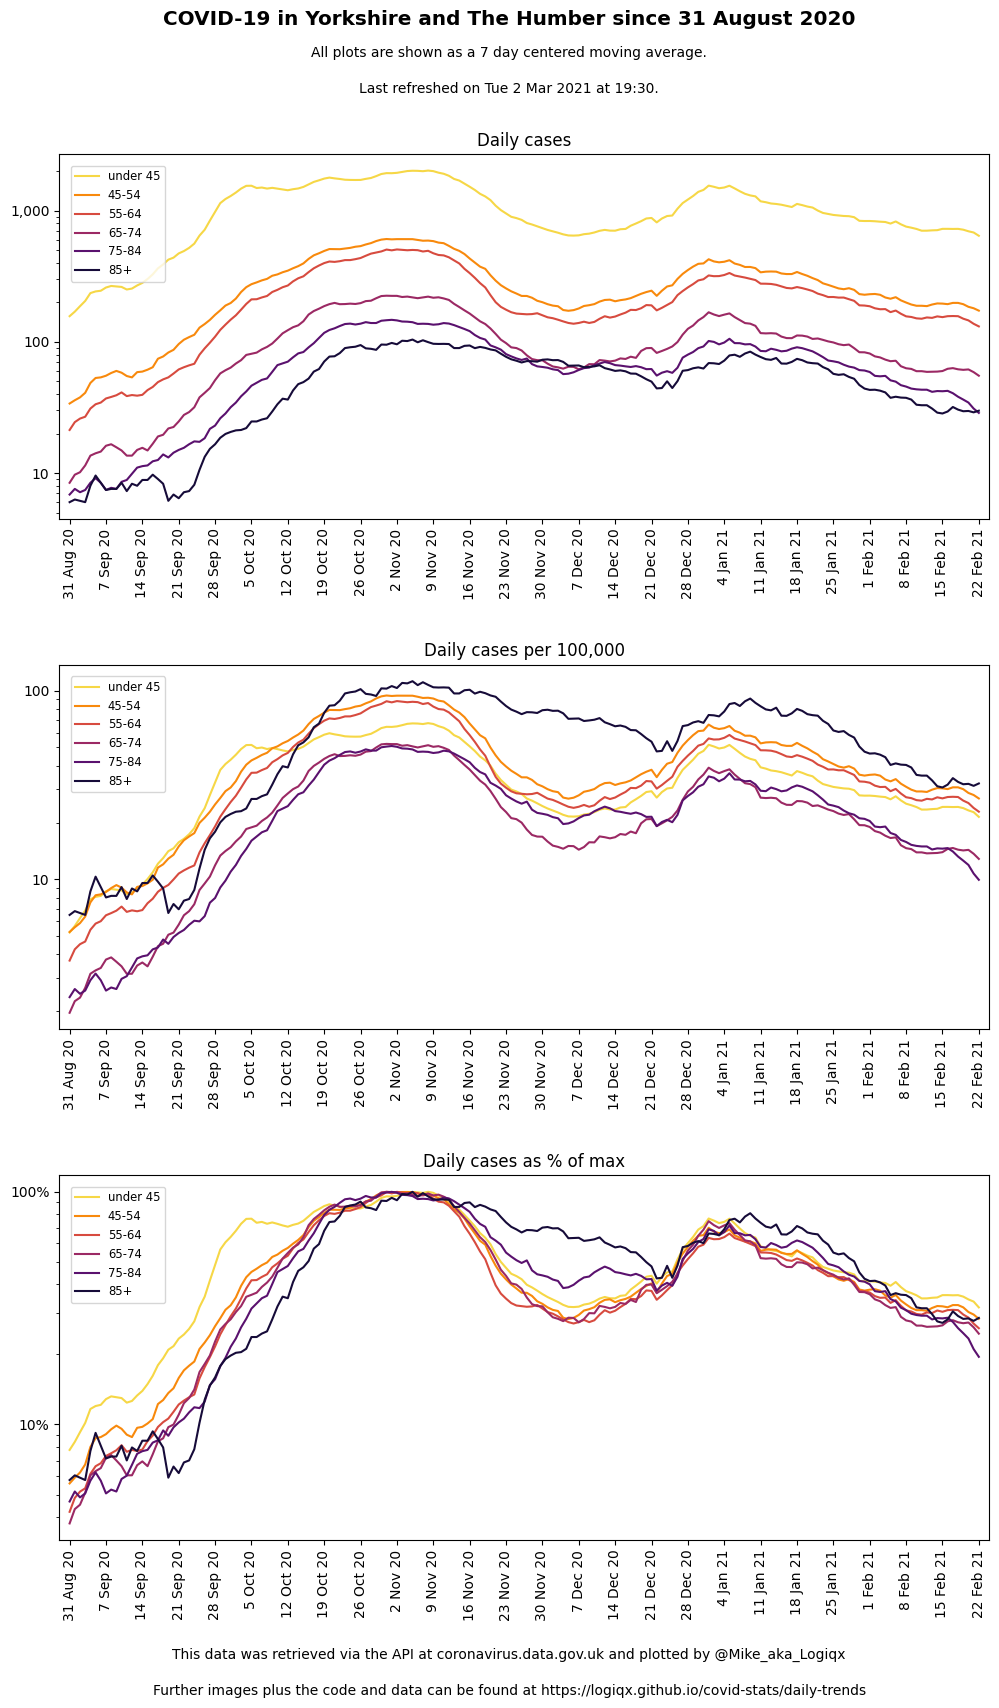 COVID-19 in Yorkshire and The Humber since 31 August 2020
All plots are shown as a 7 day centered moving average.
Last refreshed on Tue 2 Mar 2021 at 19:30.
Daily cases
under 45
45-54
55-64
65-74
75-84
85+
1,000
100
10
31 Aug 20
7 Sep 20
14 Sep 20
21 Sep 20
28 Sep 20
5 Oct 20
12 Oct 20
19 Oct 20
26 Oct 20
2 Nov 20
9 Nov 20
16 Nov 20
23 Nov 20
30 Nov 20
7 Dec 20
14 Dec 20
21 Dec 20
28 Dec 20
4 Jan 21
11 Jan 21
18 Jan 21
25 Jan 21
1 Feb 21
8 Feb 21
15 Feb 21
22 Feb 21
Daily cases per 100,000
under 45
45-54
55-64
65-74
75-84
85+
100
10
31 Aug 20
7 Sep 20
14 Sep 20
21 Sep 20
28 Sep 20
5 Oct 20
12 Oct 20
19 Oct 20
26 Oct 20
2 Nov 20
9 Nov 20
16 Nov 20
23 Nov 20
30 Nov 20
7 Dec 20
14 Dec 20
21 Dec 20
28 Dec 20
4 Jan 21
11 Jan 21
18 Jan 21
25 Jan 21
1 Feb 21
8 Feb 21
15 Feb 21
22 Feb 21
Daily cases as % of max
under 45
45-54
55-64
65-74
75-84
85+
100%
10%
31 Aug 20
7 Sep 20
14 Sep 20
21 Sep 20
28 Sep 20
5 Oct 20
12 Oct 20
19 Oct 20
26 Oct 20
2 Nov 20
9 Nov 20
16 Nov 20
23 Nov 20
30 Nov 20
7 Dec 20
14 Dec 20
21 Dec 20
28 Dec 20
4 Jan 21
11 Jan 21
18 Jan 21
25 Jan 21
1 Feb 21
8 Feb 21
15 Feb 21
22 Feb 21
This data was retrieved via the API at coronavirus.data.gov.uk and plotted by @Mike_aka_Logiqx
Further images plus the code and data can be found at https://logiqx.github.io/covid-stats/daily-trends